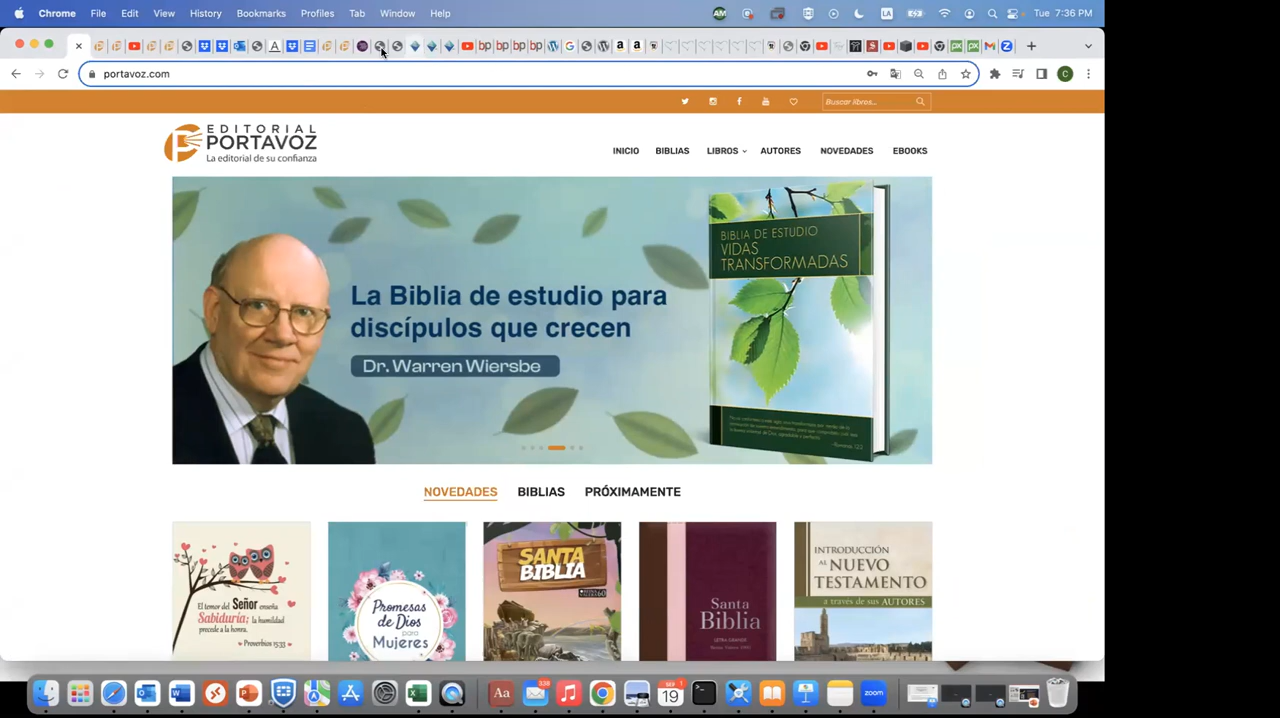 Chrome File Edit View History Bookmarks Profiles Tab Window Help Tue 7:36 PM
portavoz.com
Buscar libros...
EDITORIAL
PORTAVOZ
La editorial de su confianza
INICIO BIBLIAS LIBROS AUTORES NOVEDADES EBOOKS
La Biblia de estudio para
discípulos que crecen
Dr. Warren Wiersbe
BIBLIA DE ESTUDIO
VIDAS
TRANSFORMADAS
NOVEDADES BIBLIAS PRÓXIMAMENTE
El temor del Señor enseña
Sabiduría; la humildad
precede a la honra.
Proverbios 15:33
Promesas
de Dios
para
Mujeres
SANTA
BIBLIA
Santa
Biblia
LETRA GRANDE
INTRODUCCIÓN
AL NUEVO
TESTAMENTO
a través de sus AUTORES
338
SEP
19
Aa
zoom